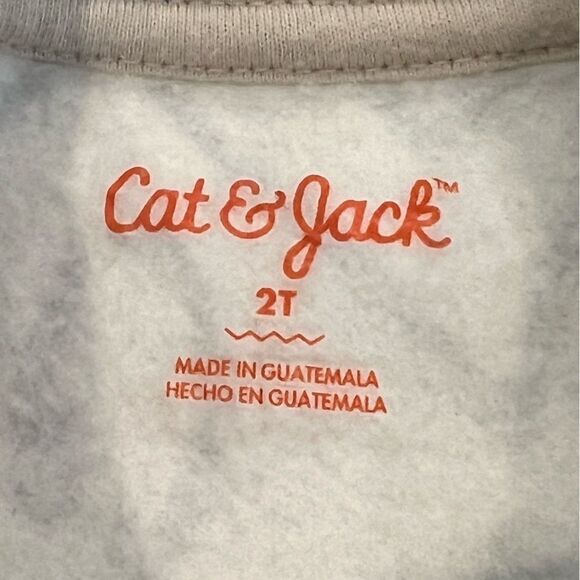 Cat & Jack™
2T
MADE IN GUATEMALA
HECHO EN GUATEMALA